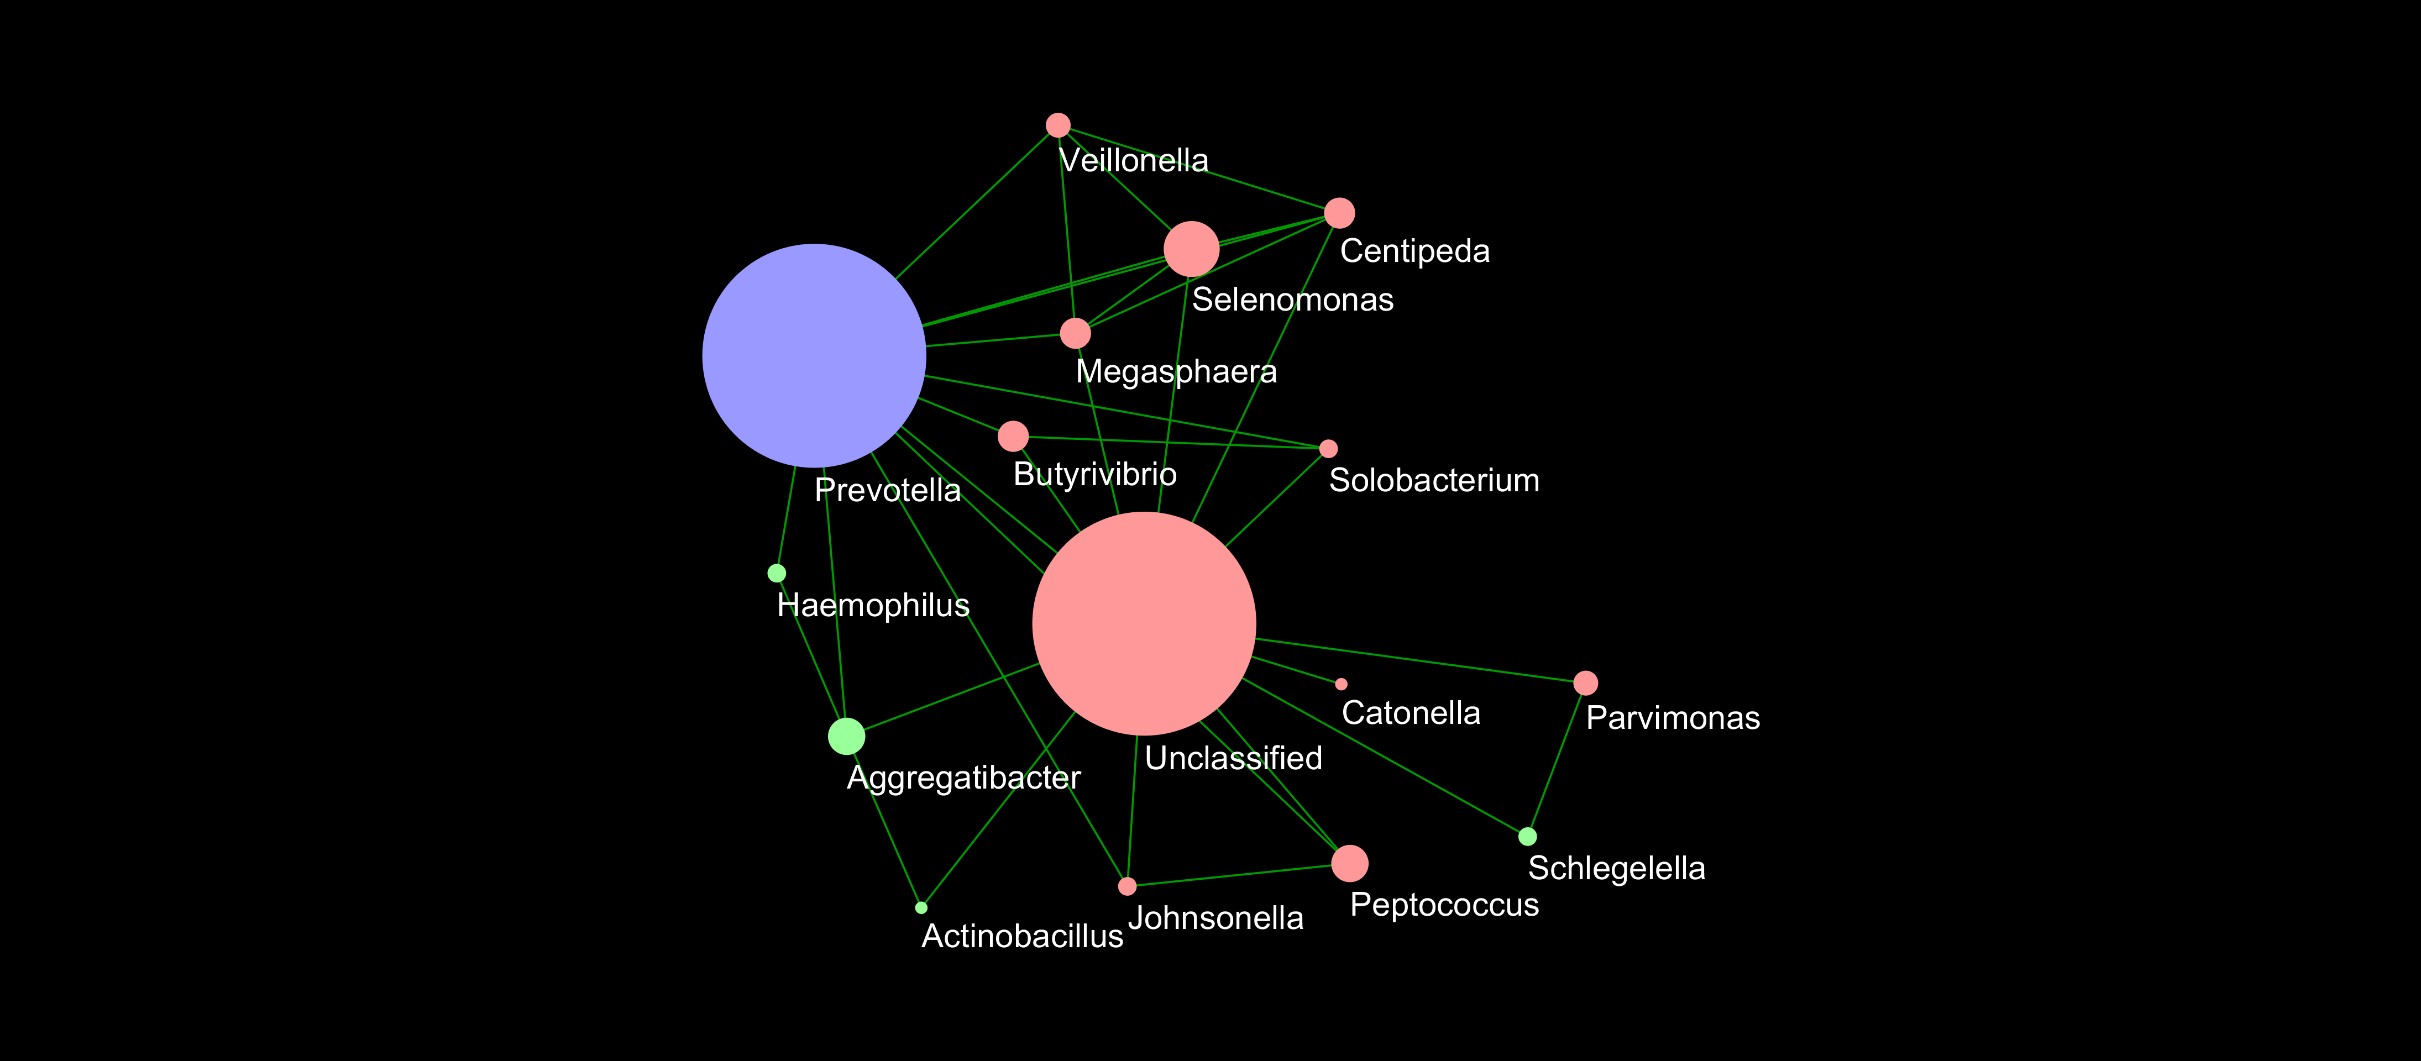 Veillonella
Centipeda
Selenomonas
Megasphaera
Butyrivibrio
Solobacterium
Prevotella
Haemophilus
Catonella
Parvimonas
Unclassified
Aggregatibacter
Schlegelella
Peptococcus
Johnsonella
Actinobacillus